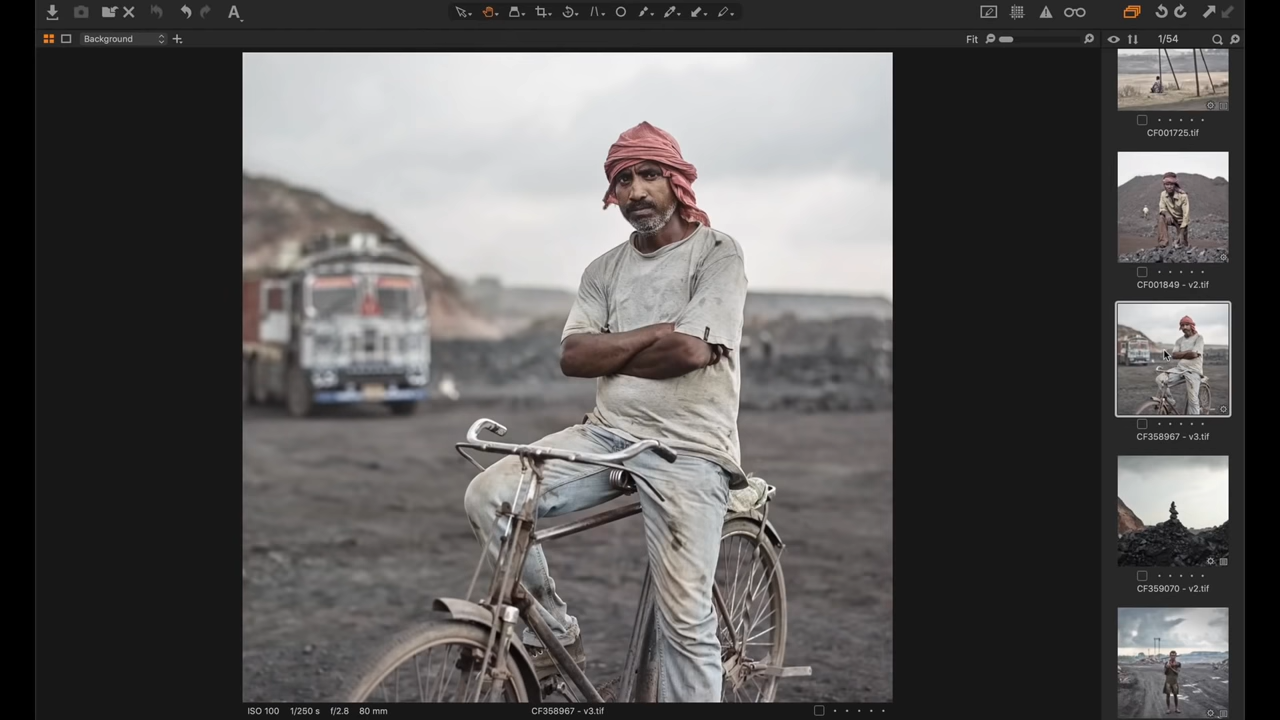 A
Background
Fit
1/54
CF001725.tif
CF001849 - v2.tif
CF358967 - v3.tif
CF359070 - v2.tif
ISO 100 1/250 s f/2.8 80 mm
CF358967 - v3.tif